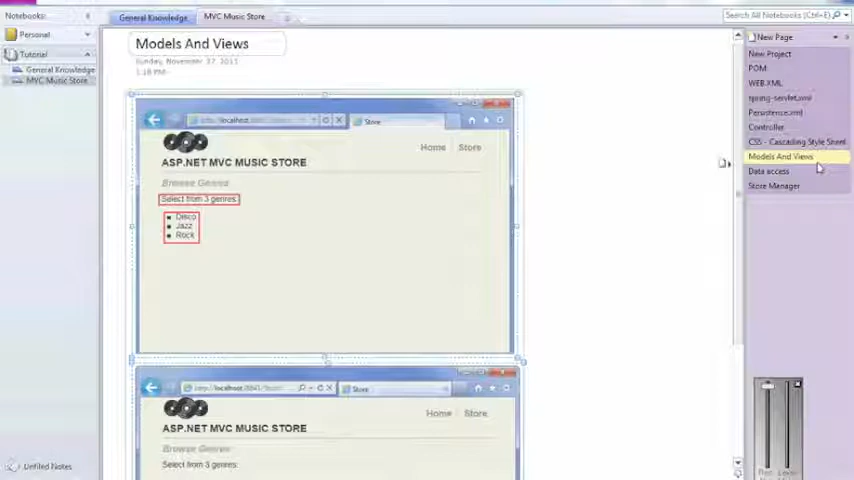 Notebooks:
General Knowledge
MVC Music Store
Search All Notebooks (Ctrl+E)
Personal
Tutorial
General Knowledge
MVC Music Store
Unfiled Notes
Models And Views
Sunday, November 27 2011
1:18 PM
Store
Home Store
ASP.NET MVC MUSIC STORE
Browse Genres
Select from 3 genres:
Disco
Jazz
Rock
Store
Home Store
ASP.NET MVC MUSIC STORE
Browse Genres
Select from 3 genres:
New Page
New Project
POM
WEB.XML
spring-servlet.xml
Persistence.xml
Controller
CSS - Cascading Style Sheet
Models And Views
Data access
Store Manager